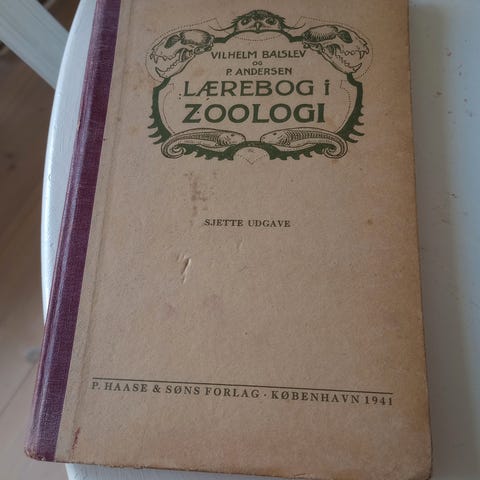 VILHELM BALSLEV
OG
P. ANDERSEN
LÆREBOG I
ZOOLOGI
SJETTE UDGAVE
P. HAASE & SØNS FORLAG · KØBENHAVN 1941